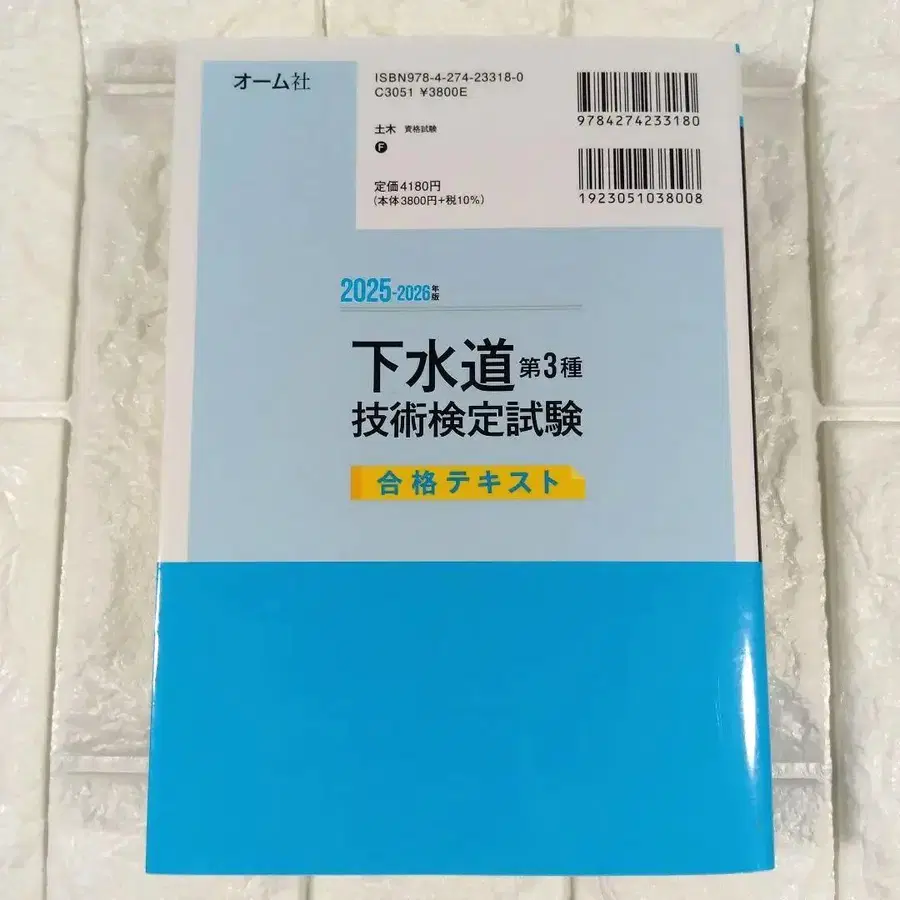 オーム社
ISBN978-4-274-23318-0
C3051 ¥3800E
土木 資格試験
F
定価4180円
(本体3800円+税10%)
9784274233180
1923051038008
2025-2026年版
下水道第3種
技術検定試験
合格テキスト